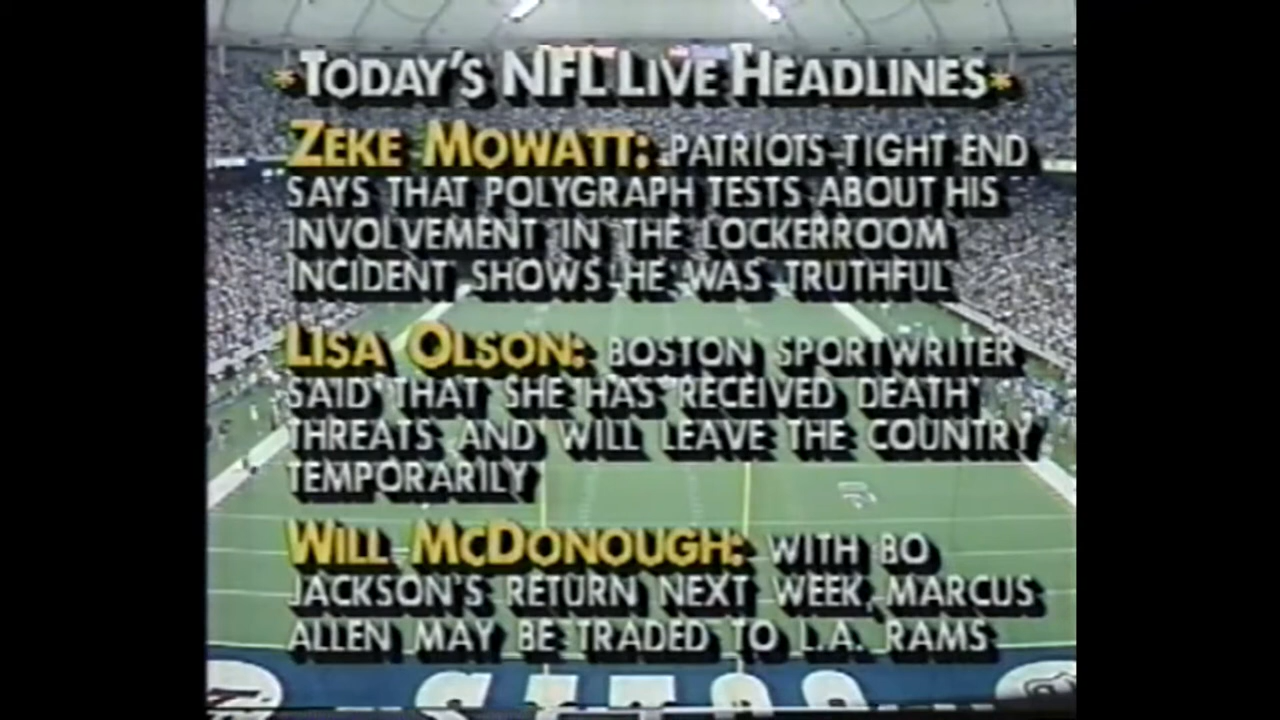 *TODAY'S NFL LIVE HEADLINES*
ZEKE MOWATT: PATRIOTS TIGHT END
SAYS THAT POLYGRAPH TESTS ABOUT HIS
INVOLVEMENT IN THE LOCKERROOM
INCIDENT SHOWS HE WAS TRUTHFUL
LISA OLSON: BOSTON SPORTWRITER
SAID THAT SHE HAS RECEIVED DEATH
THREATS AND WILL LEAVE THE COUNTRY
TEMPORARILY
WILL MCDONOUGH: WITH BO
JACKSON'S RETURN NEXT WEEK, MARCUS
ALLEN MAY BE TRADED TO L.A. RAMS